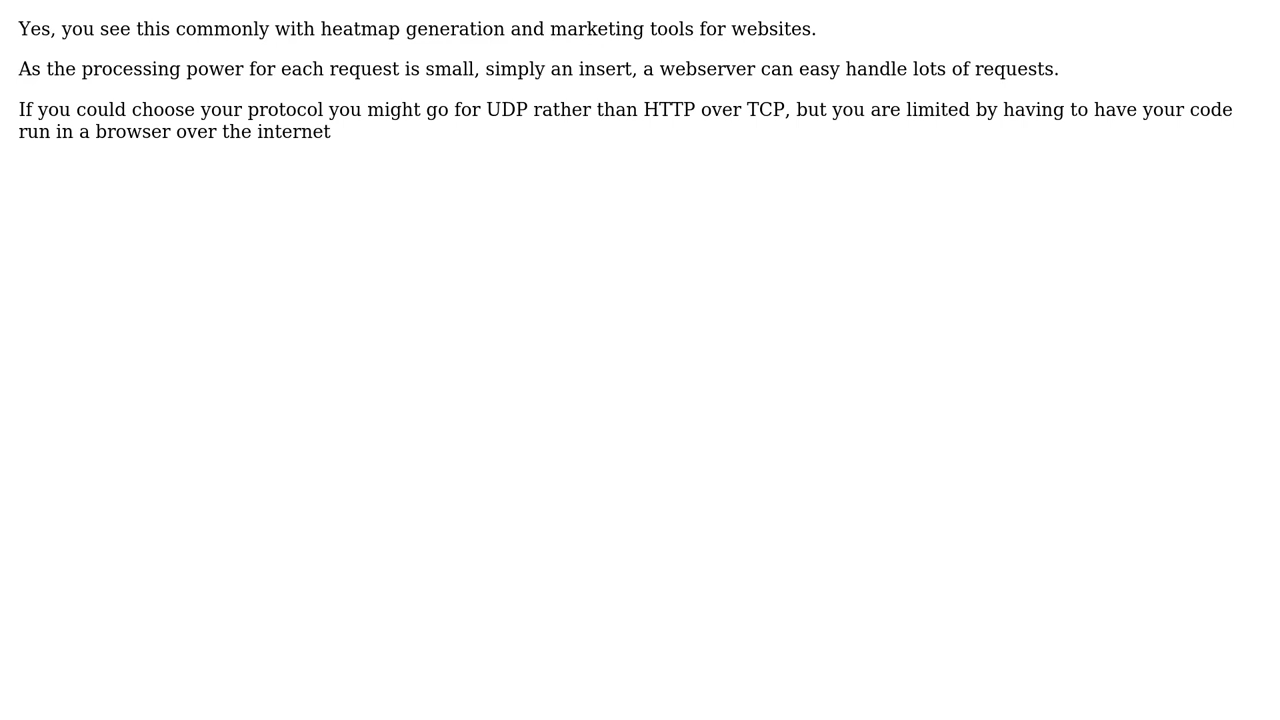 Yes, you see this commonly with heatmap generation and marketing tools for websites.
As the processing power for each request is small, simply an insert, a webserver can easy handle lots of requests.
If you could choose your protocol you might go for UDP rather than HTTP over TCP, but you are limited by having to have your code
run in a browser over the internet